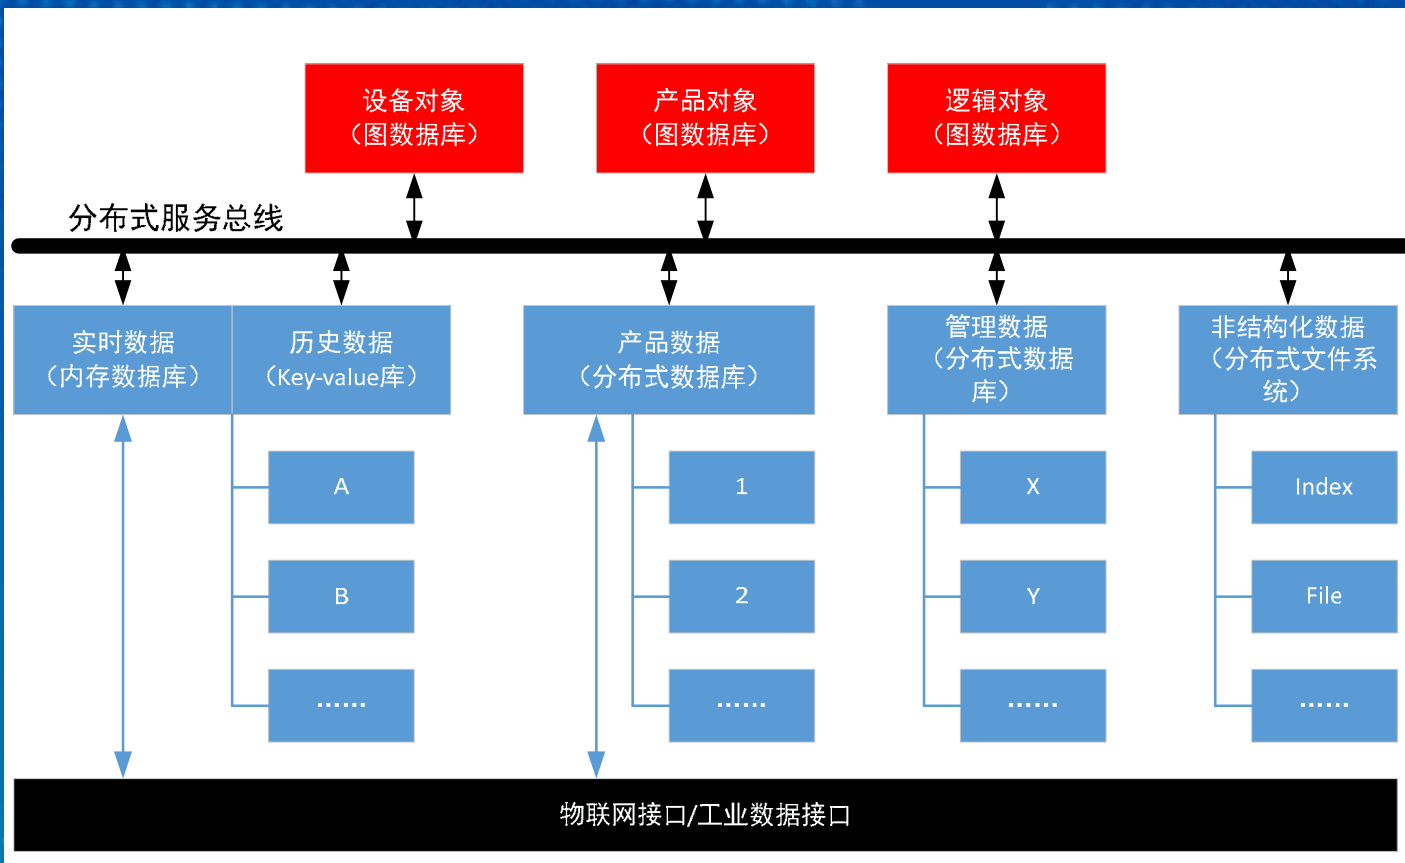 设备对象
（图数据库）
产品对象
（图数据库）
逻辑对象
（图数据库）
分布式服务总线
实时数据
（内存数据库）
历史数据
（Key-value库）
产品数据
（分布式数据库）
管理数据
（分布式数据
库）
非结构化数据
（分布式文件系
统）
A
1
X
Index
B
2
Y
File
······
······
······
······
物联网接口/工业数据接口